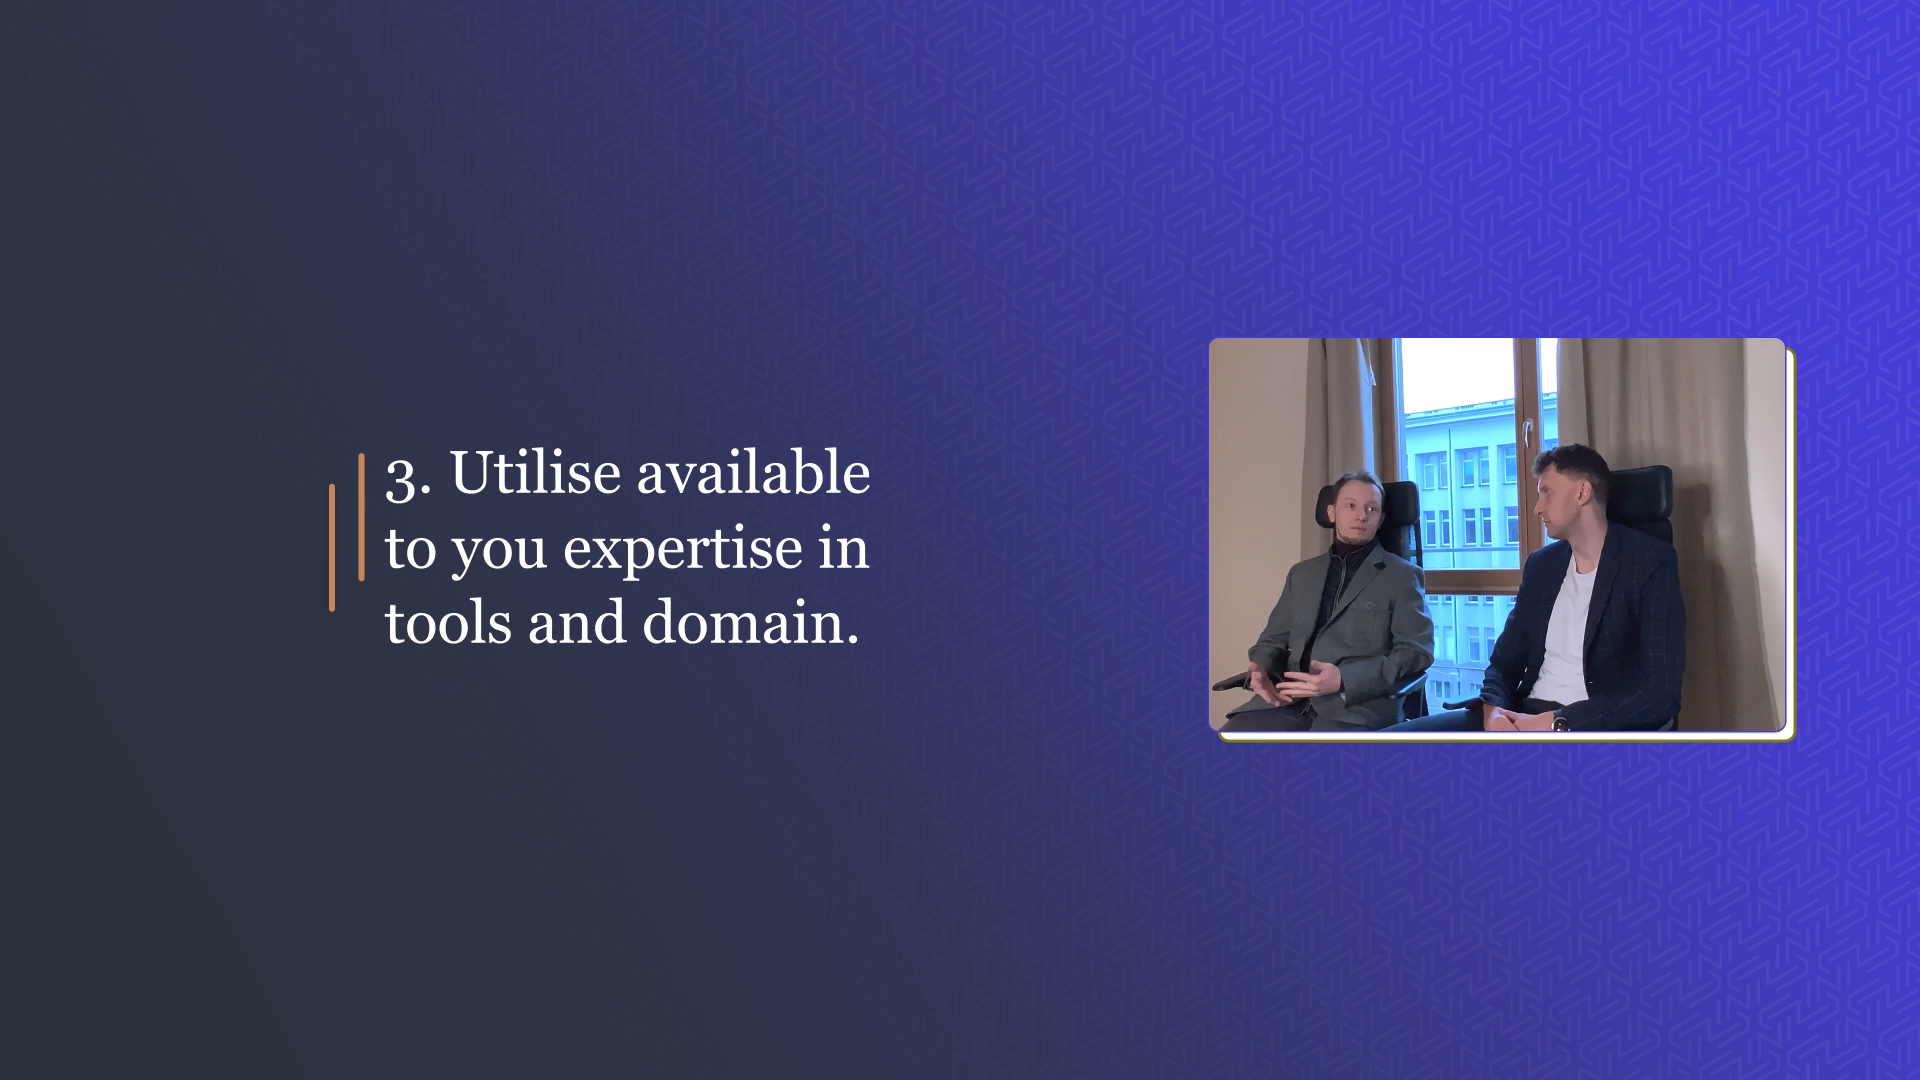 3. Utilise available
to you expertise in
tools and domain.